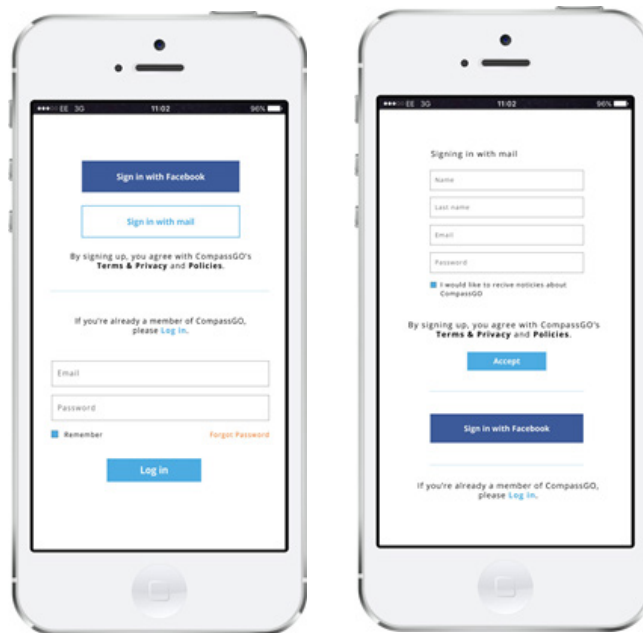 EE 3G 11:02 96%
Sign in with Facebook
Sign in with mail
By signing up, you agree with CompassGO's
Terms & Privacy and Policies.
If you're already a member of CompassGO,
please Log in.
Email
Password
Remember Forgot Password
Log in
EE 3G 11:02 96%
Signing in with mail
Name
Last name
Email
Password
I would like to recive noticies about
CompassGO
By signing up, you agree with CompassGO's
Terms & Privacy and Policies.
Accept
Sign in with Facebook
If you're already a member of CompassGO,
please Log in.